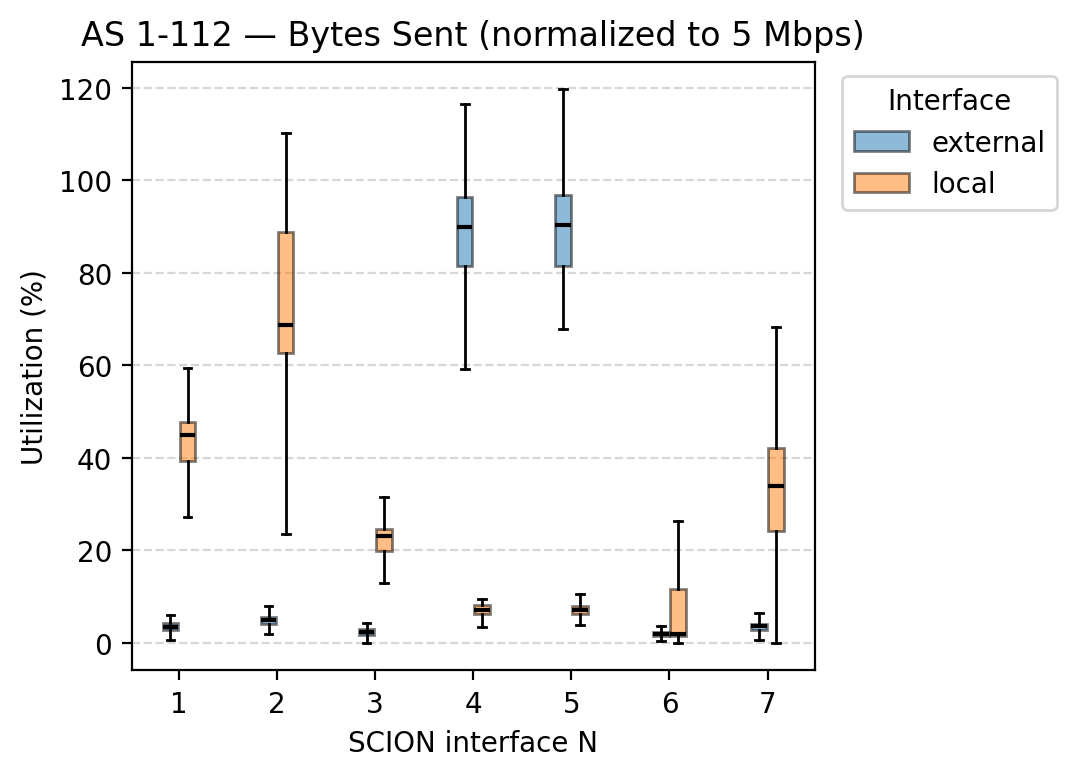 AS 1-112 — Bytes Sent (normalized to 5 Mbps)
Interface
external
local
Utilization (%)
120
100
80
60
40
20
0
1 2 3 4 5 6 7
SCION interface N